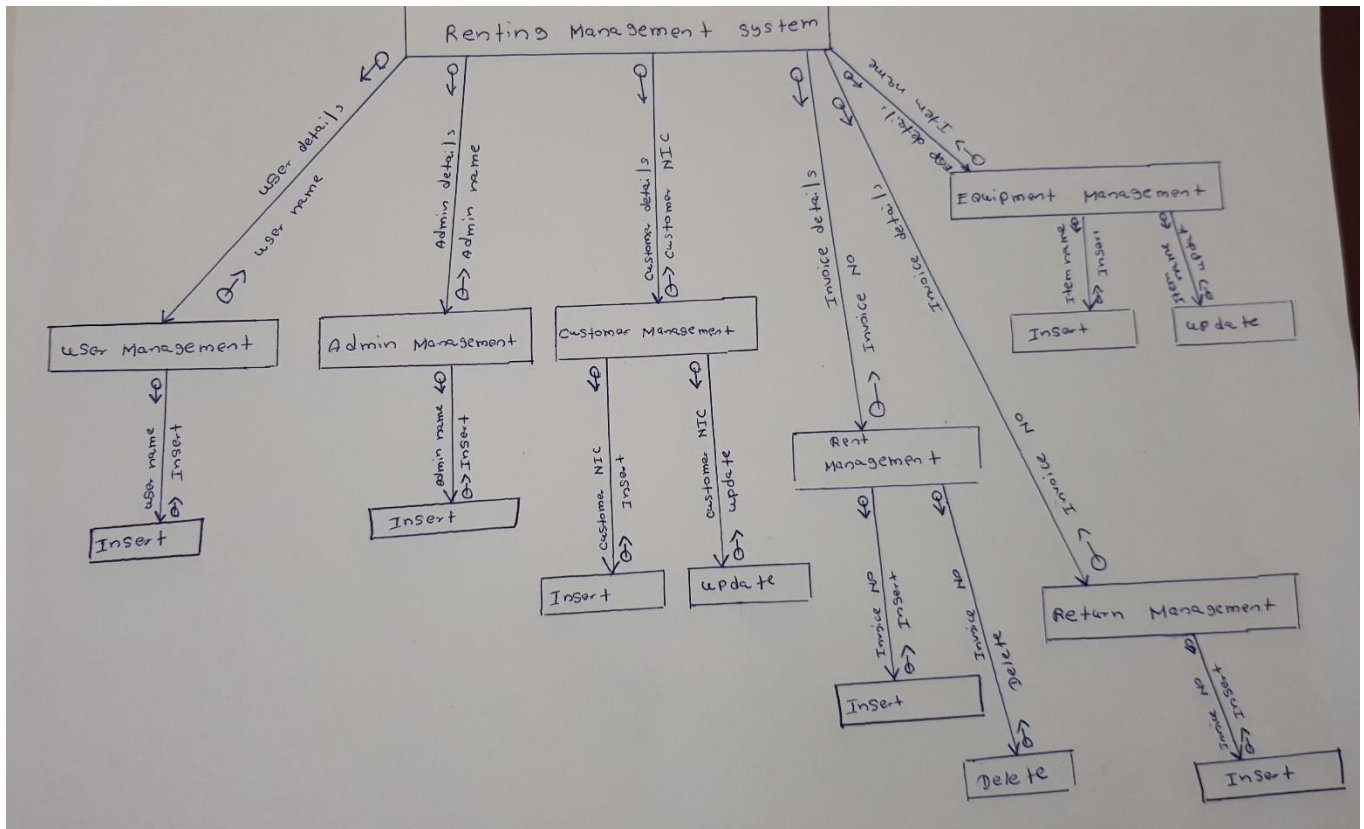 Renting Management system
user details
user name
Admin details
Admin name
Customer details
Customer NIC
Invoice details
Invoice No
Invoice details
Invoice No
Item name
Eqp details
User Management
Admin Management
Customer Management
Rent
Management
Equipment Management
Return Management
user name
Insert
Insert
admin name
Insert
Insert
Customer NIC
Insert
Insert
Customer NIC
update
update
Invoice No
Insert
Insert
Invoice No
Delete
Delete
Item name
Insert
Insert
Item name
updat
update
Invoice No
Insert
Insert